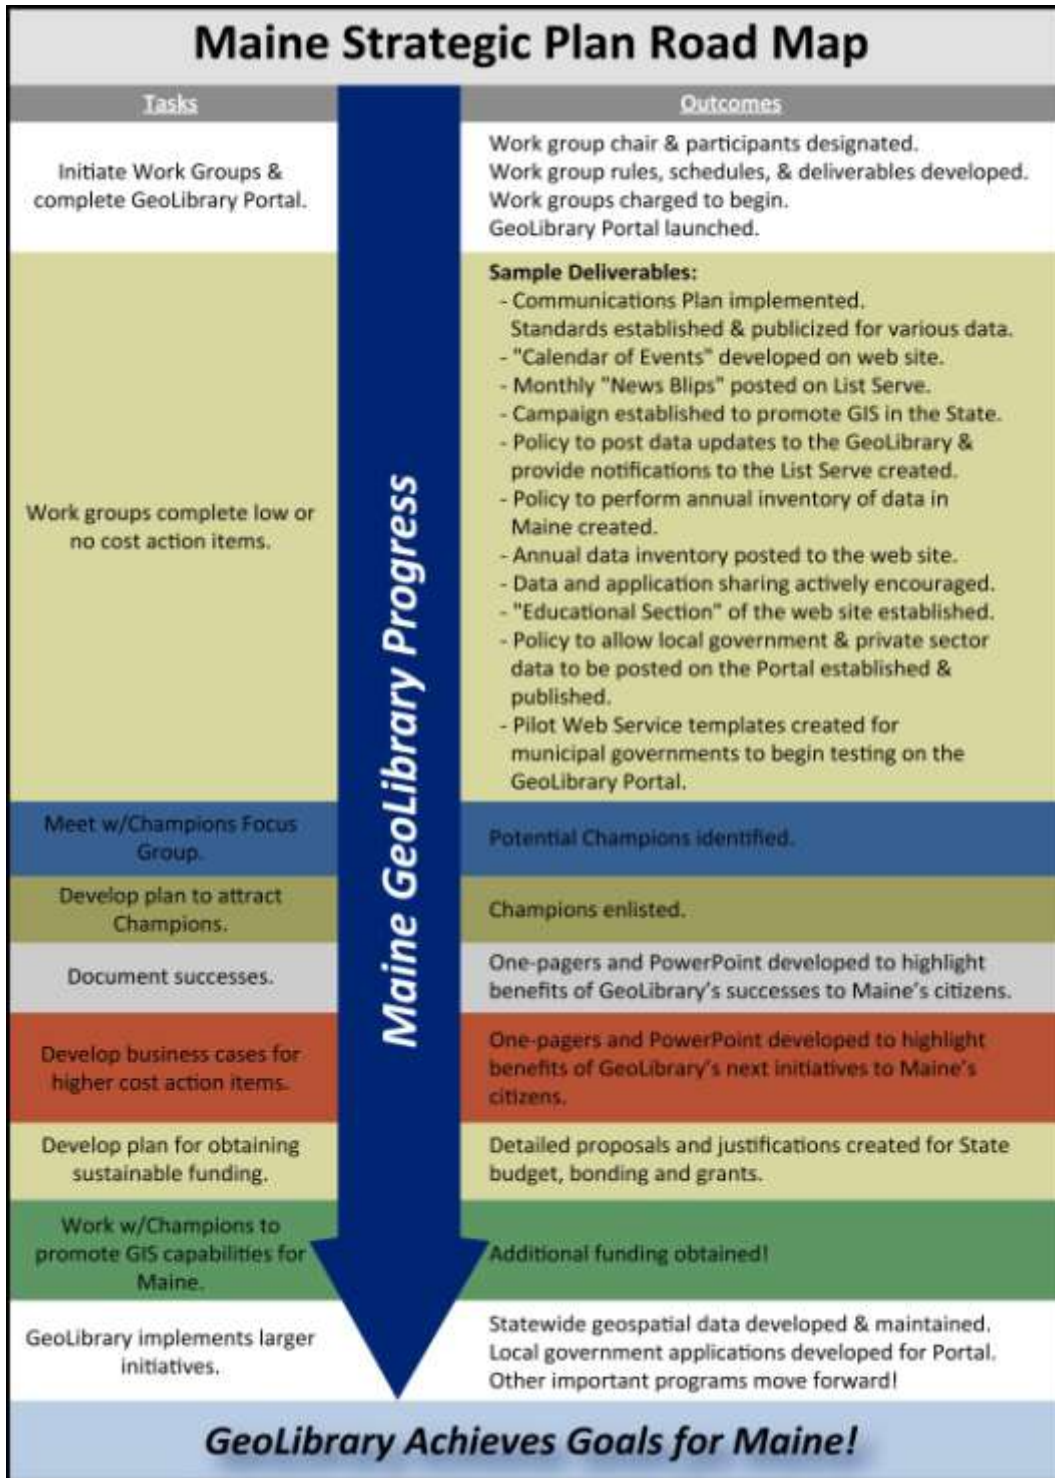 Maine Strategic Plan Road Map
Tasks
Outcomes
Initiate Work Groups &
complete GeoLibrary Portal.
Work group chair & participants designated.
Work group rules, schedules, & deliverables developed.
Work groups charged to begin.
GeoLibrary Portal launched.
Work groups complete low or
no cost action items.
Sample Deliverables:
- Communications Plan implemented.
Standards established & publicized for various data.
- "Calendar of Events" developed on web site.
- Monthly "News Blips" posted on List Serve.
- Campaign established to promote GIS in the State.
- Policy to post data updates to the GeoLibrary &
provide notifications to the List Serve created.
- Policy to perform annual inventory of data in
Maine created.
- Annual data inventory posted to the web site.
- Data and application sharing actively encouraged.
- "Educational Section" of the web site established.
- Policy to allow local government & private sector
data to be posted on the Portal established &
published.
- Pilot Web Service templates created for
municipal governments to begin testing on the
GeoLibrary Portal.
Maine GeoLibrary Progress
Meet w/Champions Focus
Group.
Potential Champions identified.
Develop plan to attract
Champions.
Champions enlisted.
Document successes.
One-pagers and PowerPoint developed to highlight
benefits of GeoLibrary's successes to Maine's citizens.
Develop business cases for
higher cost action items.
One-pagers and PowerPoint developed to highlight
benefits of GeoLibrary's next initiatives to Maine's
citizens.
Develop plan for obtaining
sustainable funding.
Detailed proposals and justifications created for State
budget, bonding and grants.
Work w/Champions to
promote GIS capabilities for
Maine.
Additional funding obtained!
GeoLibrary implements larger
initiatives.
Statewide geospatial data developed & maintained.
Local government applications developed for Portal.
Other important programs move forward!
GeoLibrary Achieves Goals for Maine!